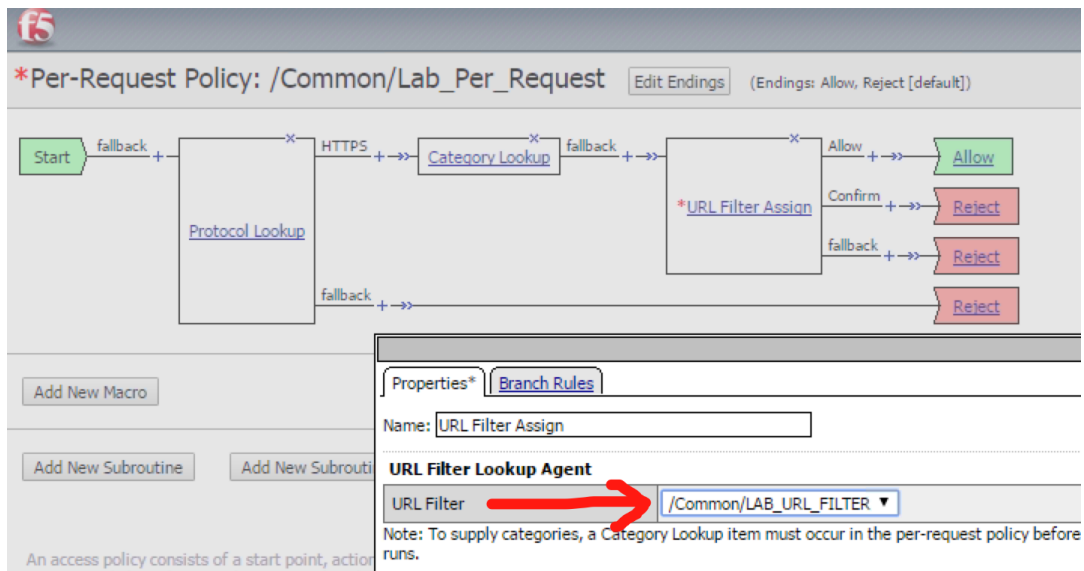 f5
*Per-Request Policy: /Common/Lab_Per_Request Edit Endings (Endings: Allow, Reject [default])
Start fallback + HTTPS + Category Lookup fallback + Allow + Allow
*URL Filter Assign Confirm + Reject
Protocol Lookup
fallback + Reject
fallback + Reject
Properties* Branch Rules
Add New Macro
Name: URL Filter Assign
Add New Subroutine Add New Subrouti
URL Filter Lookup Agent
URL Filter /Common/LAB_URL_FILTER
Note: To supply categories, a Category Lookup item must occur in the per-request policy before
An access policy consists of a start point, action
runs.